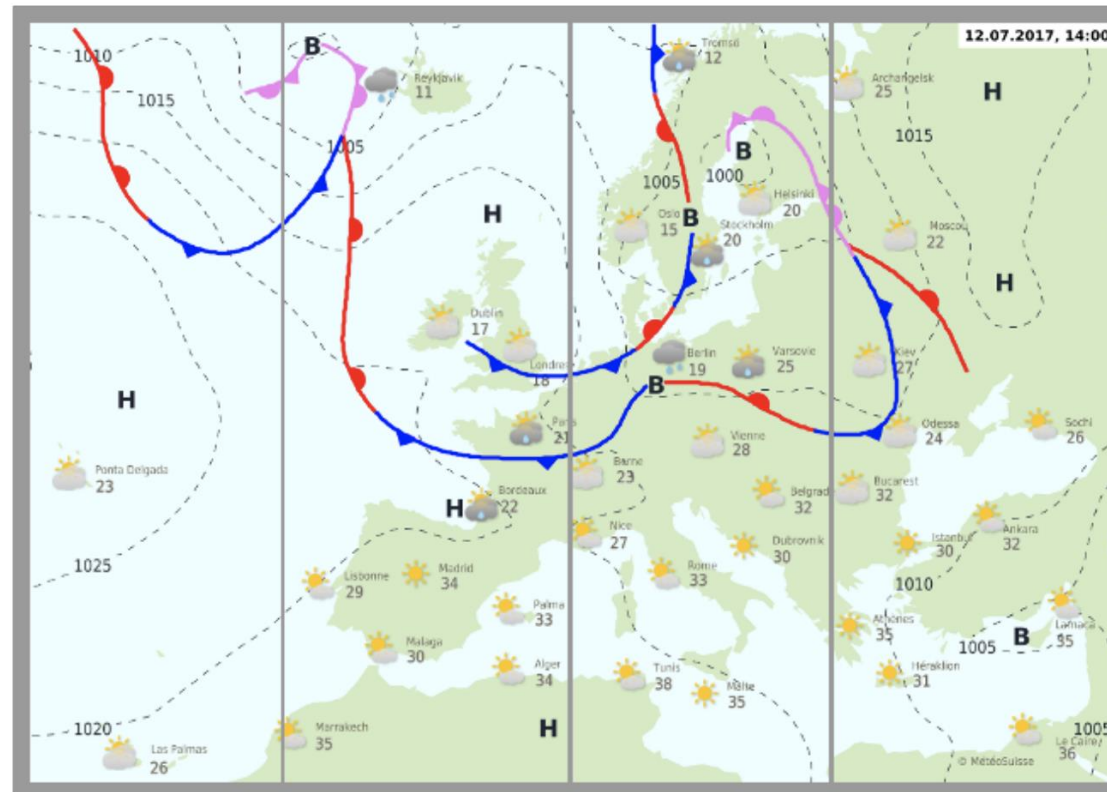 12.07.2017, 14:00
B
Tromsö
12
1010
Reykjavik
11
Archangelsk
25
H
1015
1005
1015
B
1000
1005
Helsinki
20
H
Oslo
15
B
Stockholm
20
Moscou
22
H
Dublin
17
Londres
18
Berlin
19
Varsovie
25
Kiev
27
B
H
Paris
21
Vienne
28
Odessa
24
Sochi
26
Ponta Delgada
23
Berne
23
Bordeaux
22
H
Belgrad
32
Bucarest
32
Nice
27
Dubrovnik
30
Istanbul
30
Ankara
32
1025
Lisbonne
29
Madrid
34
Rome
33
1010
Palma
33
Athènes
35
B
Larnaca
35
1005
Malaga
30
Alger
34
Tunis
38
Malte
35
Héraklion
31
1020
Marrakech
35
H
1005
Las Palmas
26
Le Caire
36
© MétéoSuisse